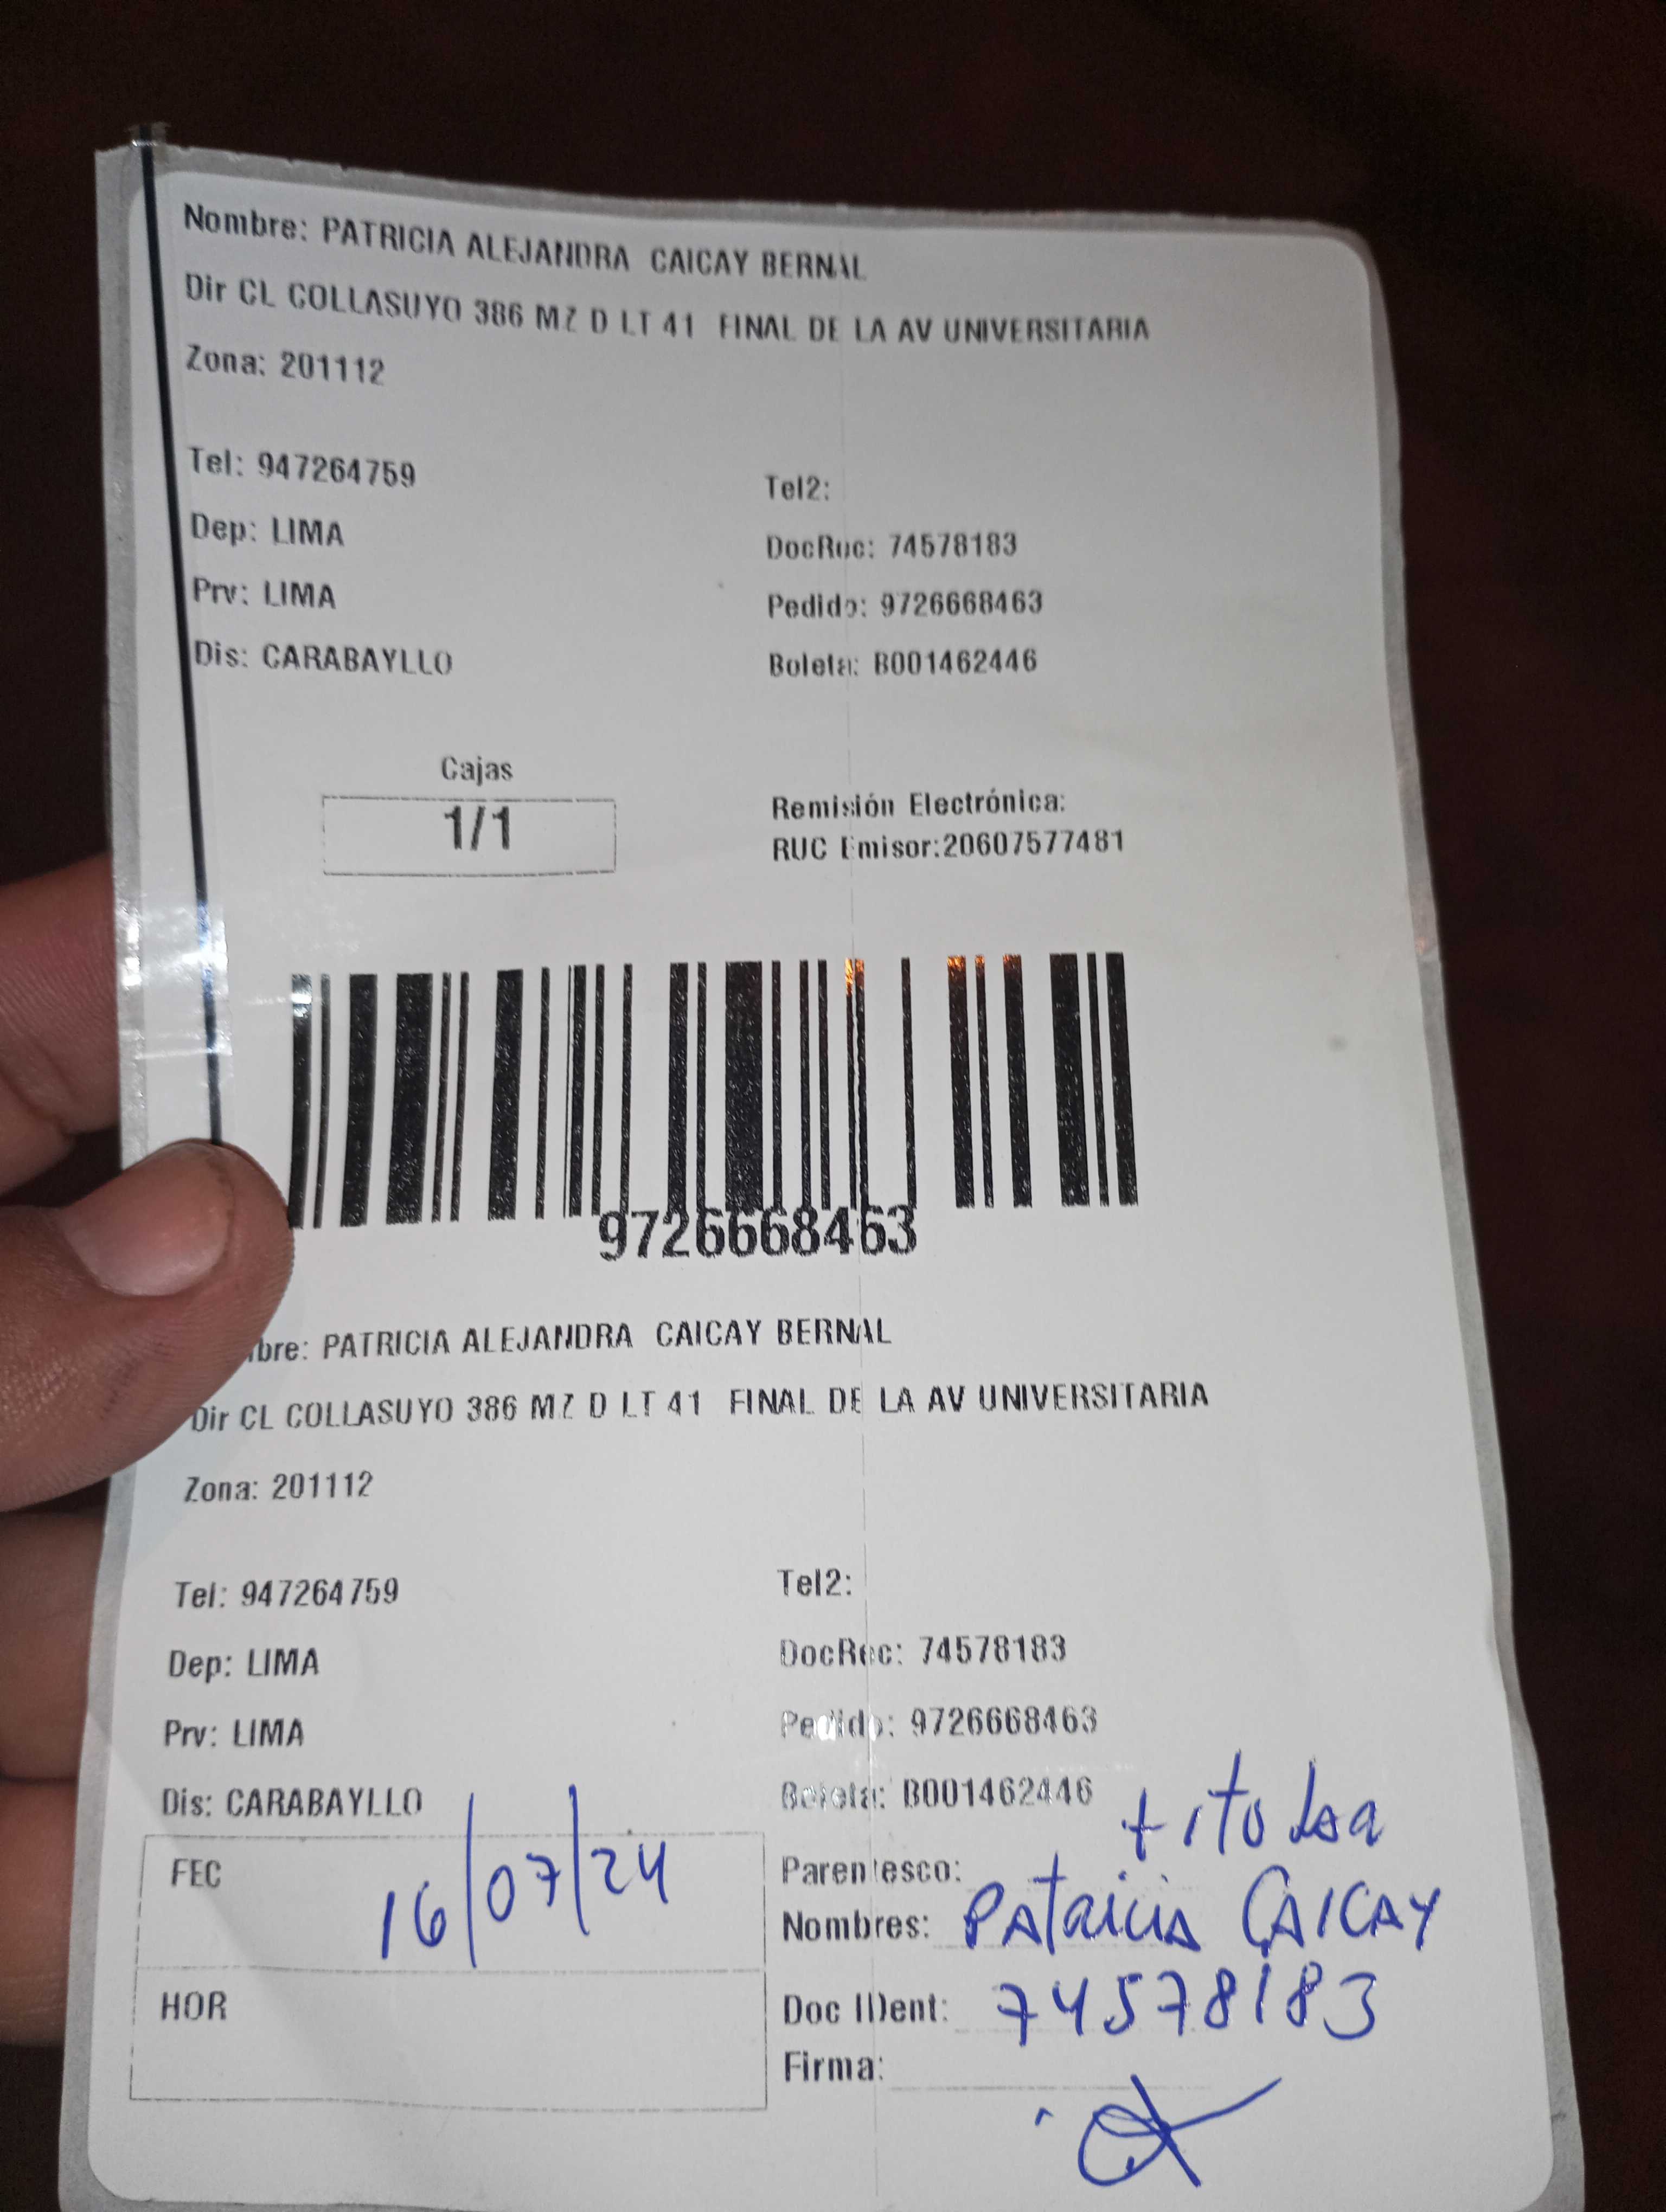 Nombre: PATRICIA ALEJANDRA CAICAY BERNAL
Dir CL COLLASUYO 386 MZ D LT 41 FINAL DE LA AV UNIVERSITARIA
Zona: 201112
Tel: 947264759
Tel2:
Dep: LIMA
DocRec: 74578183
Prv: LIMA
Pedido: 9726668463
Dis: CARABAYLLO
Boleta: B001462446
Cajas
1/1
Remisión Electrónica:
RUC Emisor:20607577481
9726668463
bre: PATRICIA ALEJANDRA CAICAY BERNAL
Dir CL COLLASUYO 386 MZ D LT 41 FINAL DE LA AV UNIVERSITARIA
Zona: 201112
Tel: 947264759
Tel2:
Dep: LIMA
DocRec: 74578183
Prv: LIMA
Pedido: 9726668463
Dis: CARABAYLLO
Boleta: B001462446
FEC 16/07/24
Parentesco: titular
Nombres: Patricia CAICAY
HOR
Doc IDent: 74578183
Firma: